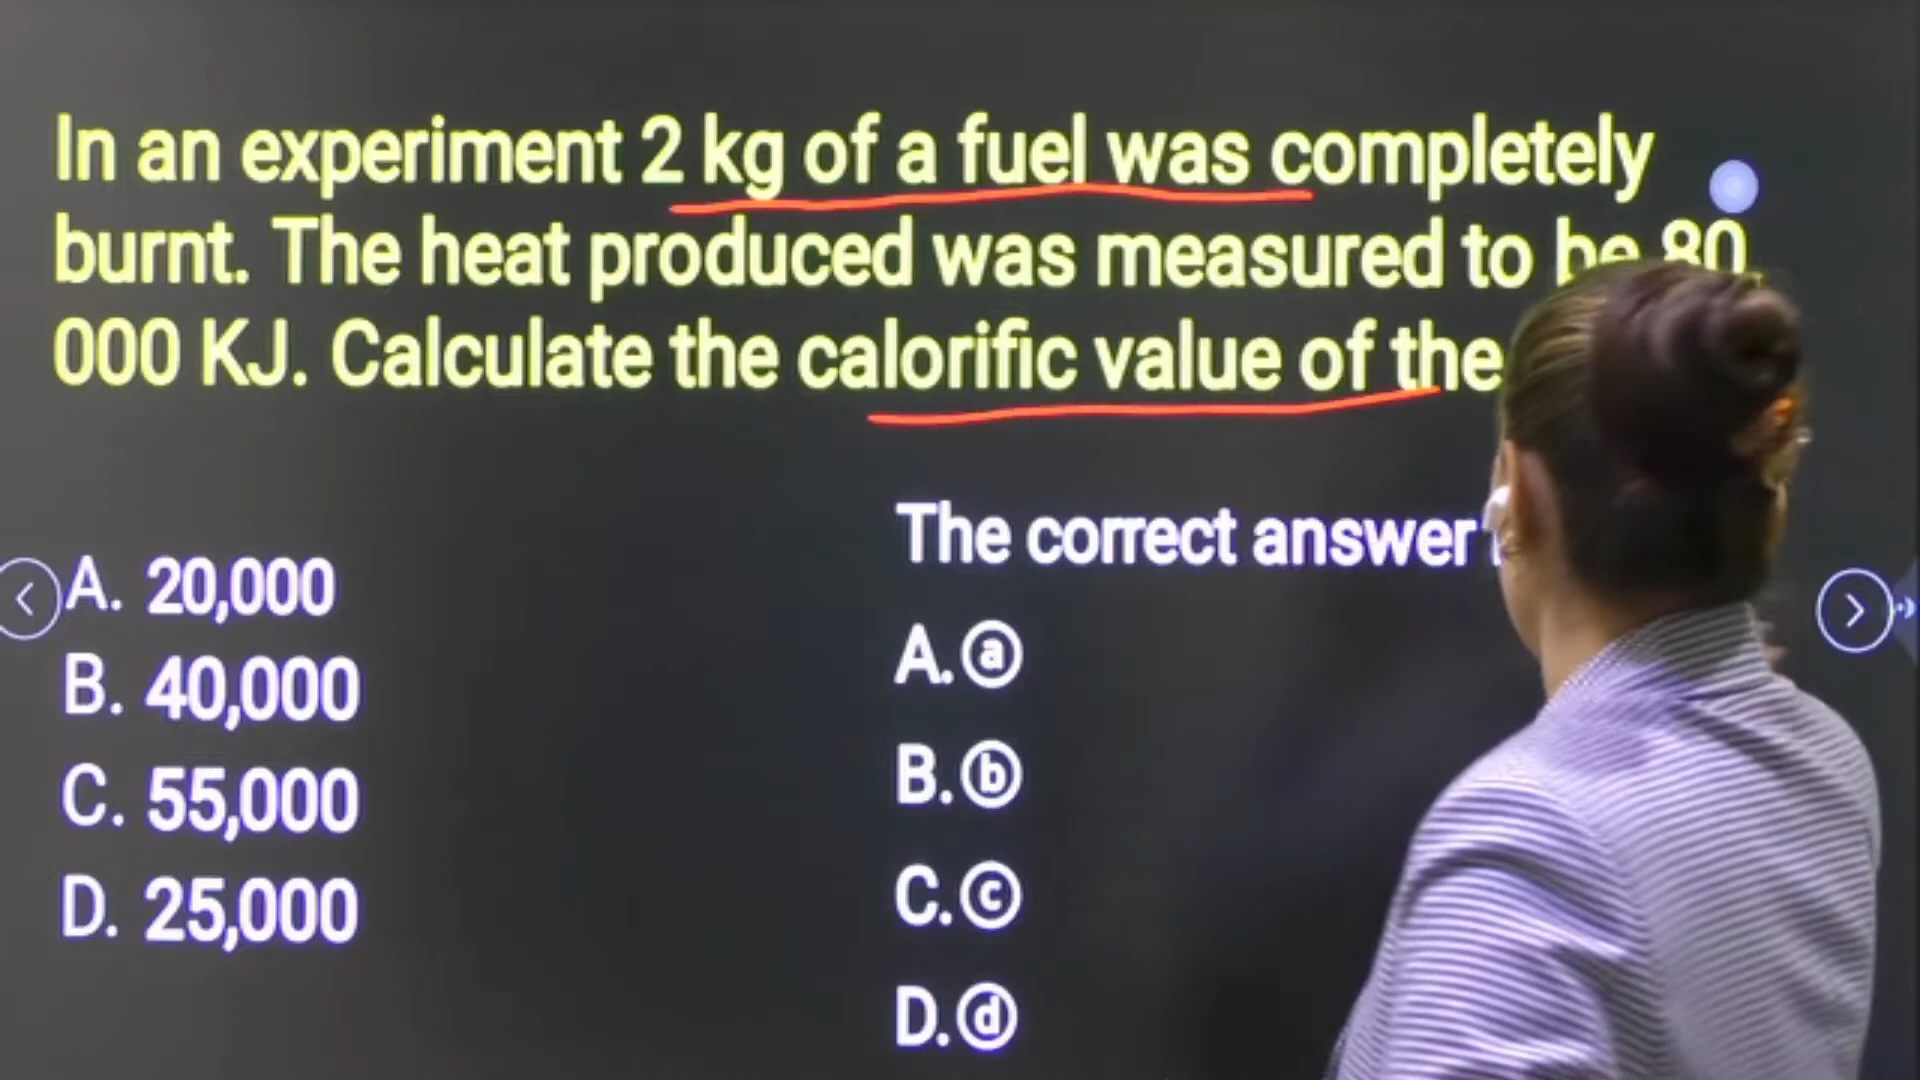 In an experiment 2 kg of a fuel was completely
burnt. The heat produced was measured to be 80
000 KJ. Calculate the calorific value of the
The correct answer
A. 20,000
B. 40,000
C. 55,000
D. 25,000
A. ⓐ
B. ⓑ
C. ⓒ
D. ⓓ